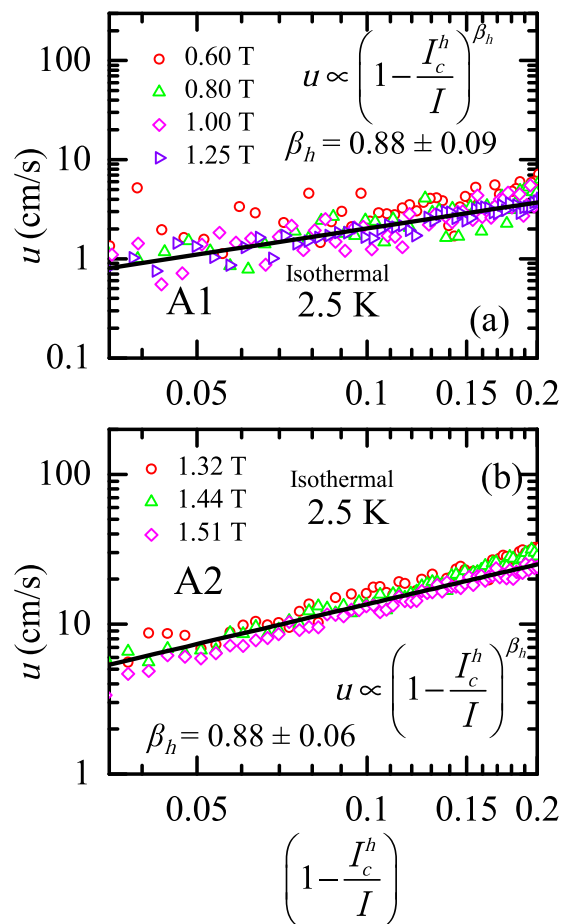 100
10
1
0.1
u (cm/s)
0.60 T
0.80 T
1.00 T
1.25 T
u ∝ (1 − I_c^h / I)^{β_h}
β_h = 0.88 ± 0.09
Isothermal
2.5 K
A1
(a)
0.05 0.1 0.15 0.2
100
10
1
u (cm/s)
1.32 T
1.44 T
1.51 T
Isothermal
2.5 K
(b)
A2
u ∝ (1 − I_c^h / I)^{β_h}
β_h = 0.88 ± 0.06
0.05 0.1 0.15 0.2
(1 − I_c^h / I)